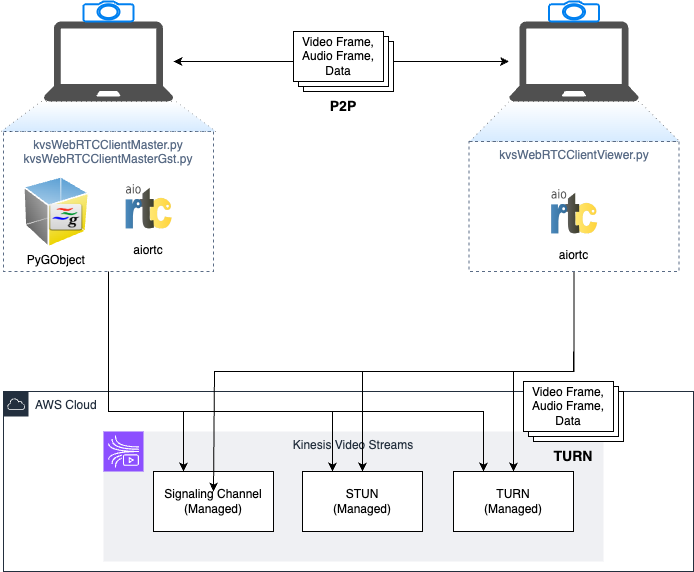 Video Frame,
Audio Frame,
Data
P2P
kvsWebRTCClientMaster.py
kvsWebRTCClientMasterGst.py
g
PyGObject
aio
rtc
aiortc
kvsWebRTCClientViewer.py
aio
rtc
aiortc
AWS Cloud
Video Frame,
Audio Frame,
Data
TURN
Kinesis Video Streams
Signaling Channel
(Managed)
STUN
(Managed)
TURN
(Managed)